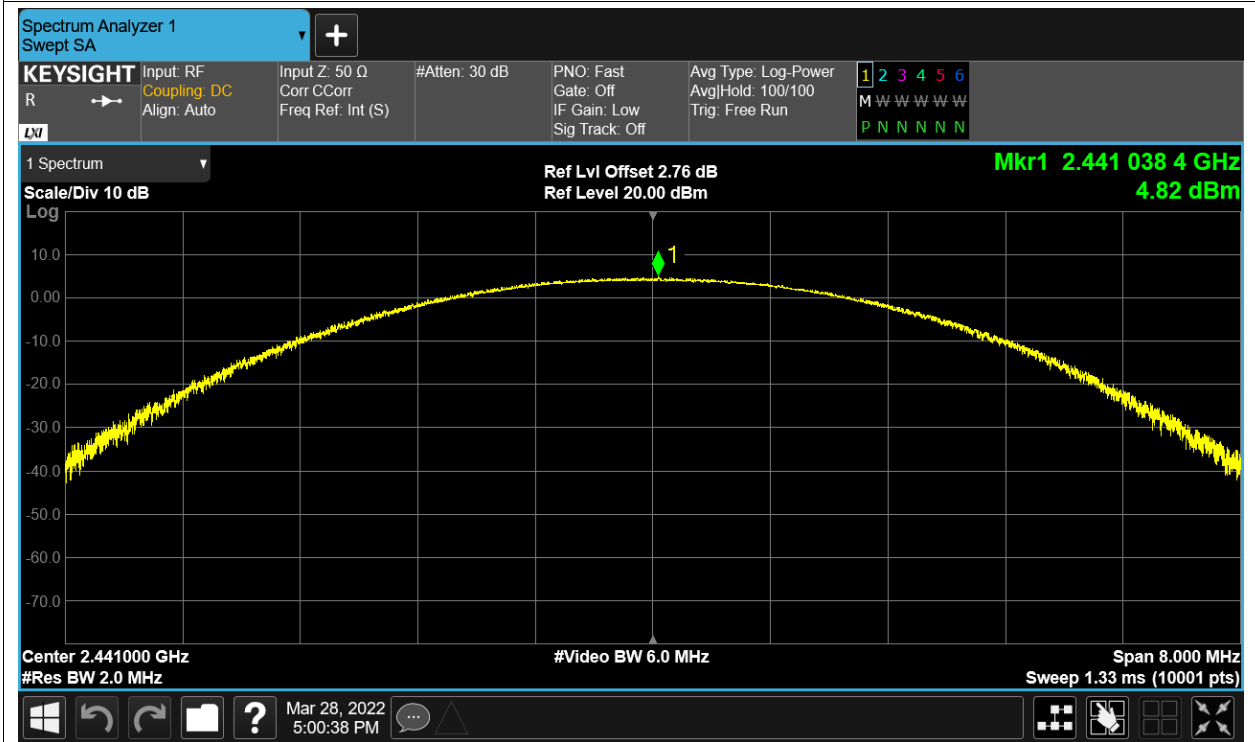 Spectrum Analyzer 1
Swept SA
+
KEYSIGHT
R
LXI
Input: RF
Coupling: DC
Align: Auto
Input Z: 50 Ω
Corr CCorr
Freq Ref: Int (S)
#Atten: 30 dB
PNO: Fast
Gate: Off
IF Gain: Low
Sig Track: Off
Avg Type: Log-Power
Avg|Hold: 100/100
Trig: Free Run
1 2 3 4 5 6
M W W W W W
P N N N N N
1 Spectrum
Scale/Div 10 dB
Ref Lvl Offset 2.76 dB
Ref Level 20.00 dBm
Mkr1 2.441 038 4 GHz
4.82 dBm
Log
1
10.0
0.00
-10.0
-20.0
-30.0
-40.0
-50.0
-60.0
-70.0
Center 2.441000 GHz
#Video BW 6.0 MHz
Span 8.000 MHz
#Res BW 2.0 MHz
Sweep 1.33 ms (10001 pts)
?
Mar 28, 2022
5:00:38 PM